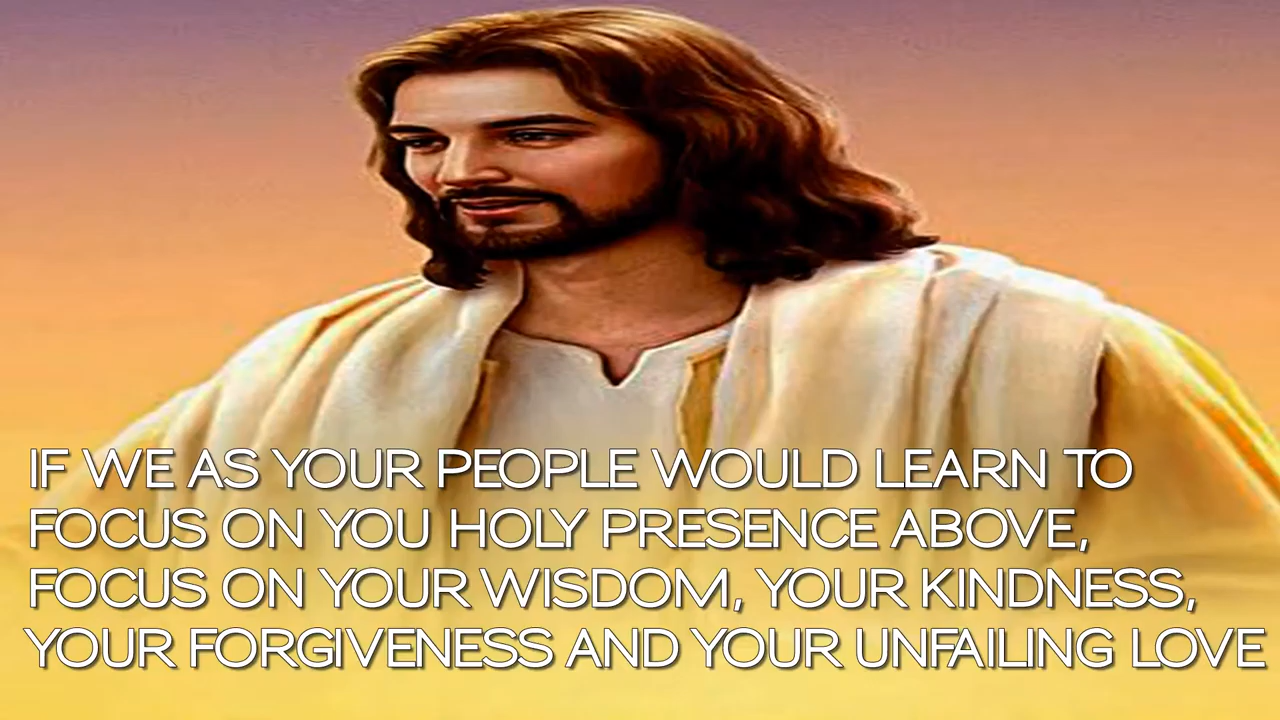 IF WE AS YOUR PEOPLE WOULD LEARN TO
FOCUS ON YOU HOLY PRESENCE ABOVE,
FOCUS ON YOUR WISDOM, YOUR KINDNESS,
YOUR FORGIVENESS AND YOUR UNFAILING LOVE